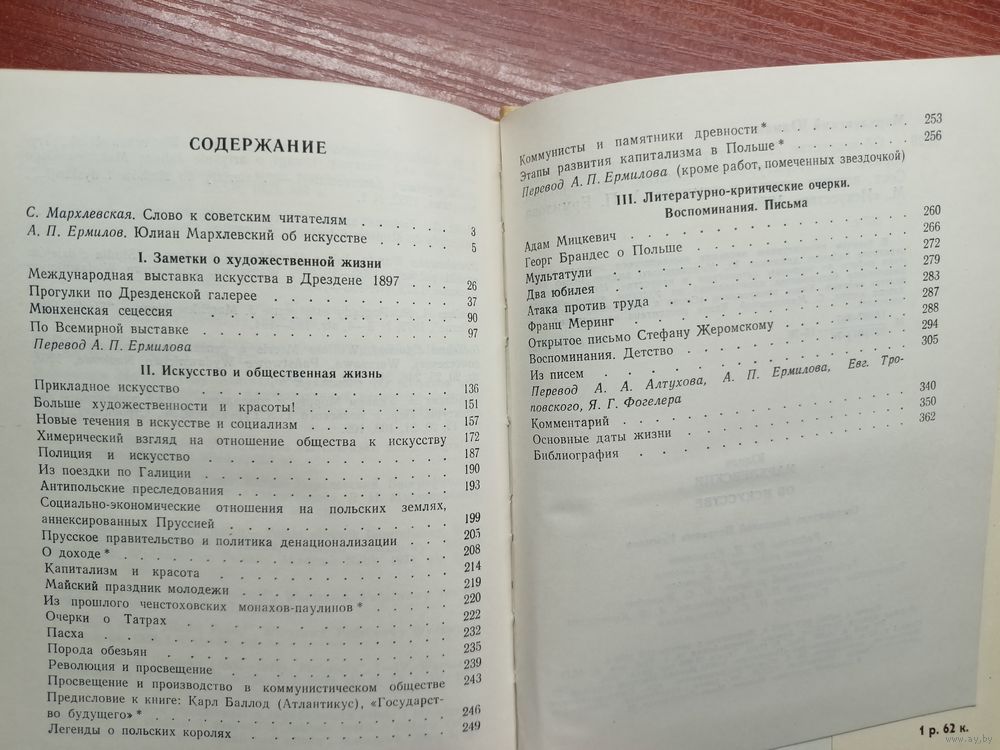 СОДЕРЖАНИЕ
С. Мархлевская. Слово к советским читателям . . . . . 3
А. П. Ермилов. Юлиан Мархлевский об искусстве . . . . 5
I. Заметки о художественной жизни
Международная выставка искусства в Дрездене 1897 . . 26
Прогулки по Дрезденской галерее . . . . . . . . 37
Мюнхенская сецессия . . . . . . . . . . . 90
По Всемирной выставке . . . . . . . . . . 97
Перевод А. П. Ермилова
II. Искусство и общественная жизнь
Прикладное искусство . . . . . . . . . . 136
Больше художественности и красоты! . . . . . . 151
Новые течения в искусстве и социализм . . . . . 157
Химерический взгляд на отношение общества к искусству 172
Полиция и искусство . . . . . . . . . . 187
Из поездки по Галиции . . . . . . . . . 190
Антипольские преследования . . . . . . . . 193
Социально-экономические отношения на польских землях,
аннексированных Пруссией . . . . . . . . 199
Прусское правительство и политика денационализации . . 205
О доходе * . . . . . . . . . . . . 208
Капитализм и красота . . . . . . . . . 214
Майский праздник молодежи . . . . . . . . 219
Из прошлого ченстоховских монахов-паулинов * . . . . 220
Очерки о Татрах . . . . . . . . . . . 222
Пасха . . . . . . . . . . . . . . 232
Порода обезьян . . . . . . . . . . . 235
Революция и просвещение . . . . . . . . 239
Просвещение и производство в коммунистическом обществе 243
Предисловие к книге: Карл Баллод (Атлантикус), «Государст-
во будущего» * . . . . . . . . . . . 246
Легенды о польских королях . . . . . . . . 249
Коммунисты и памятники древности * . . . . . . 253
Этапы развития капитализма в Польше * . . . . . 256
Перевод А. П. Ермилова (кроме работ, помеченных звездочкой)
III. Литературно-критические очерки.
Воспоминания. Письма
Адам Мицкевич . . . . . . . . . . . 260
Георг Брандес о Польше . . . . . . . . . 266
Мультатули . . . . . . . . . . . . 272
Два юбилея . . . . . . . . . . . . 279
Атака против труда . . . . . . . . . . 283
Франц Меринг . . . . . . . . . . . 287
Открытое письмо Стефану Жеромскому . . . . . . 288
Воспоминания. Детство . . . . . . . . . 294
Из писем . . . . . . . . . . . . . 305
Перевод А. А. Алтухова, А. П. Ермилова, Евг. Тро-
повского, Я. Г. Фогелера
Комментарий . . . . . . . . . . . . 340
Основные даты жизни . . . . . . . . . . 350
Библиография . . . . . . . . . . . . 362
1 р. 62 к.
www.ay.by